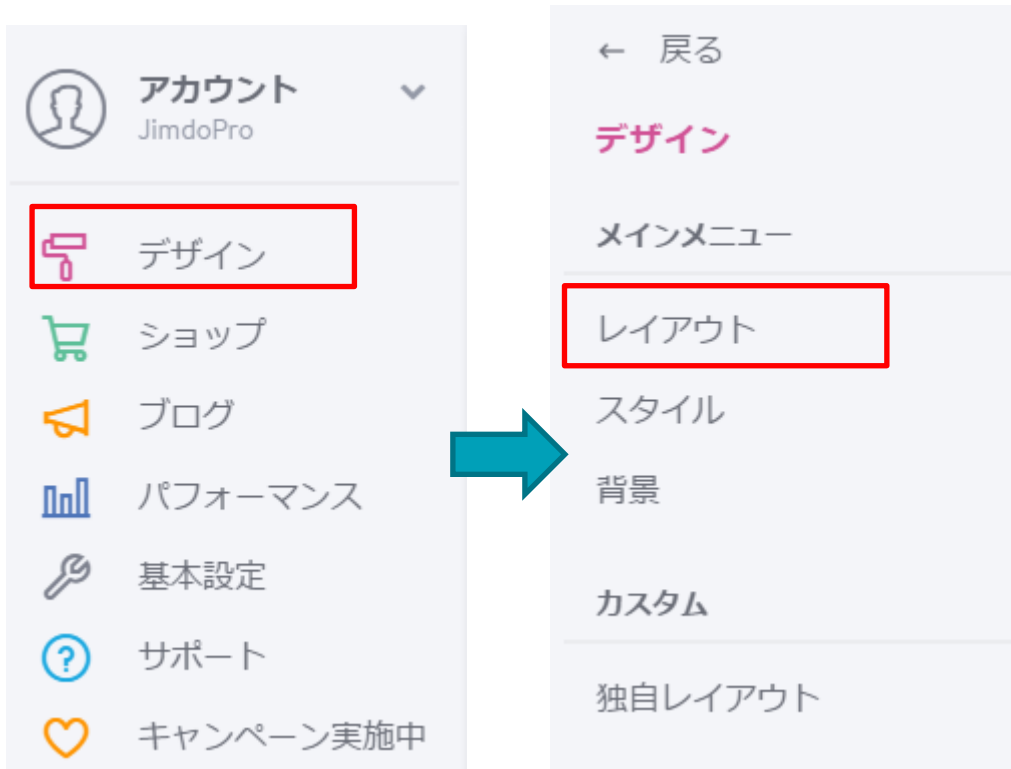 アカウント
JimdoPro
デザイン
ショップ
ブログ
パフォーマンス
基本設定
サポート
キャンペーン実施中
← 戻る
デザイン
メインメニュー
レイアウト
スタイル
背景
カスタム
独自レイアウト